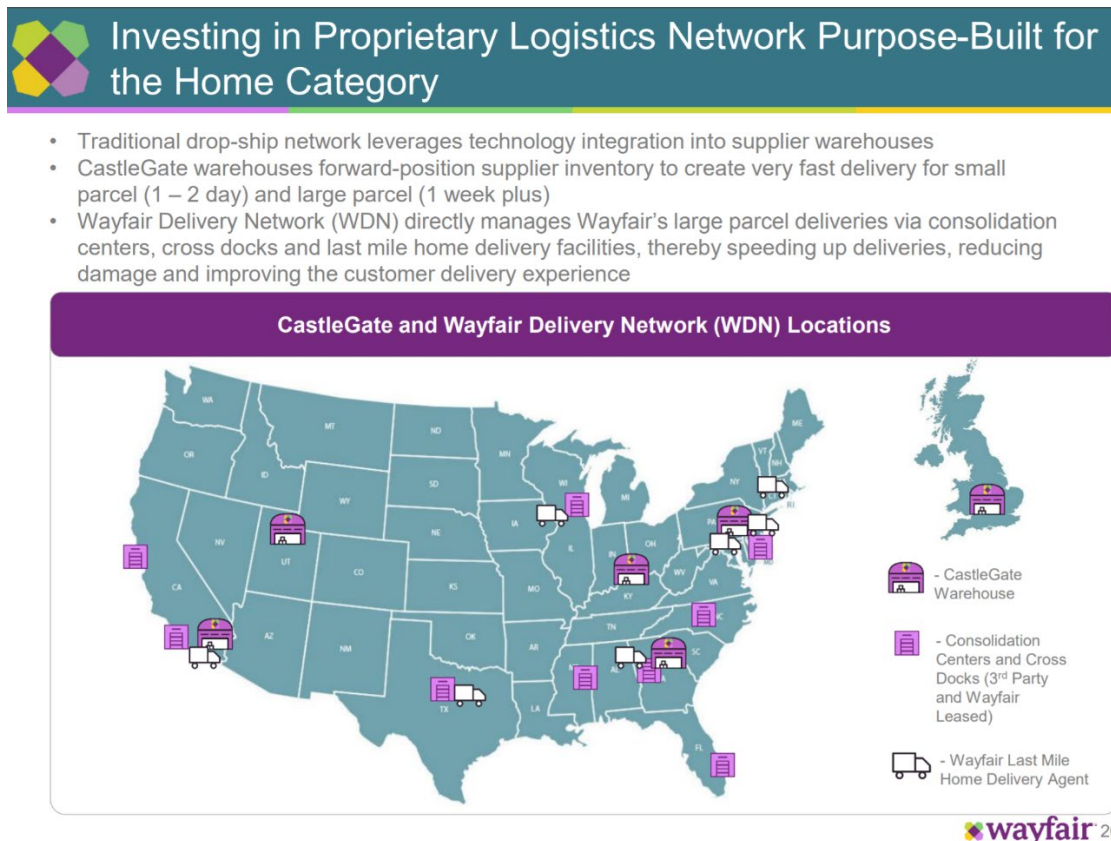 Investing in Proprietary Logistics Network Purpose-Built for
the Home Category
• Traditional drop-ship network leverages technology integration into supplier warehouses
• CastleGate warehouses forward-position supplier inventory to create very fast delivery for small
parcel (1 – 2 day) and large parcel (1 week plus)
• Wayfair Delivery Network (WDN) directly manages Wayfair's large parcel deliveries via consolidation
centers, cross docks and last mile home delivery facilities, thereby speeding up deliveries, reducing
damage and improving the customer delivery experience
CastleGate and Wayfair Delivery Network (WDN) Locations
WA
MT
ND
MN
ME
VT
NH
OR
ID
WY
SD
WI
MI
NY
CT
RI
NV
UT
CO
NE
IA
IL
IN
OH
PA
CA
KS
MO
KY
WV
VA
AZ
NM
OK
AR
TN
SC
TX
LA
FL
- CastleGate
Warehouse
- Consolidation
Centers and Cross
Docks (3rd Party
and Wayfair
Leased)
- Wayfair Last Mile
Home Delivery Agent
wayfair